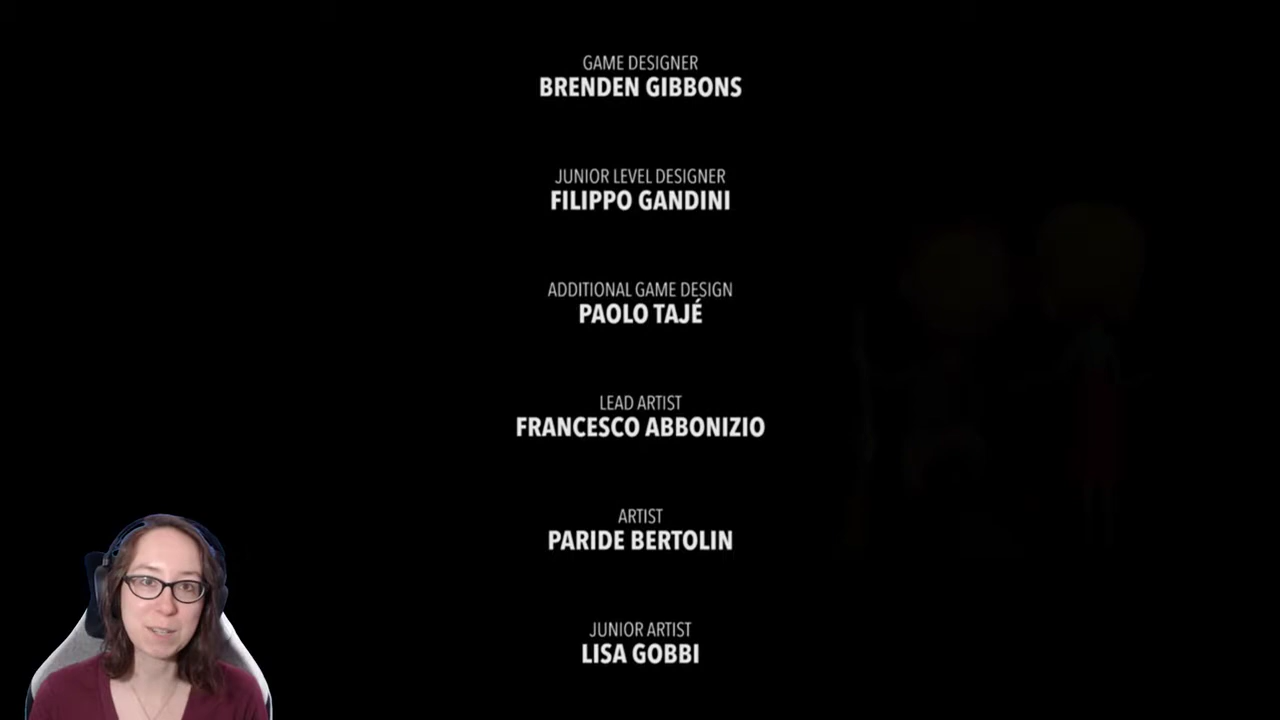 GAME DESIGNER
BRENDEN GIBBONS
JUNIOR LEVEL DESIGNER
FILIPPO GANDINI
ADDITIONAL GAME DESIGN
PAOLO TAJÉ
LEAD ARTIST
FRANCESCO ABBONIZIO
ARTIST
PARIDE BERTOLIN
JUNIOR ARTIST
LISA GOBBI